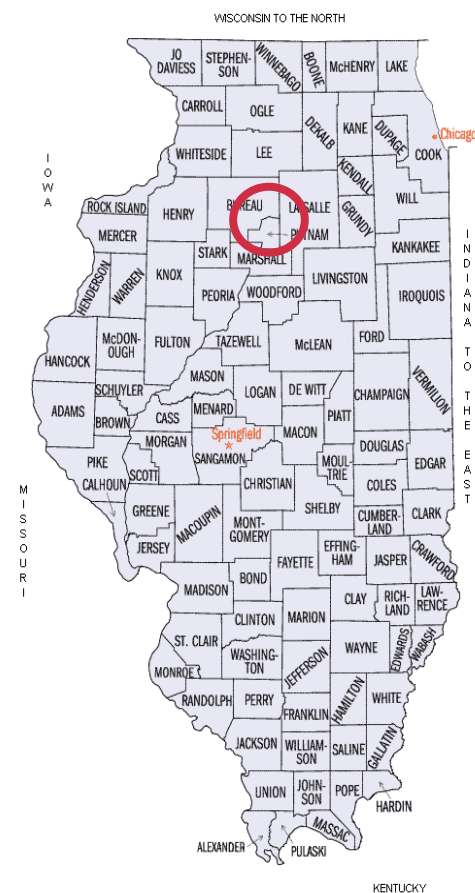 WISCONSIN TO THE NORTH
JO
DAVIESS
STEPHEN-
SON
WINNEBAGO
BOONE
McHENRY
LAKE
CARROLL
OGLE
DEKALB
KANE
DUPAGE
Chicago
COOK
WHITESIDE
LEE
KENDALL
WILL
IOWA
ROCK ISLAND
HENRY
BUREAU
LA SALLE
GRUNDY
MERCER
PUTNAM
KANKAKEE
INDIANA TO THE EAST
HENDERSON
WARREN
KNOX
STARK
MARSHALL
PEORIA
WOODFORD
LIVINGSTON
IROQUOIS
HANCOCK
McDON-
OUGH
FULTON
TAZEWELL
McLEAN
FORD
MASON
SCHUYLER
LOGAN
DE WITT
CHAMPAIGN
VERMILION
ADAMS
BROWN
CASS
MENARD
PIATT
MORGAN
Springfield
MACON
SANGAMON
DOUGLAS
EDGAR
PIKE
SCOTT
CHRISTIAN
MOUL-
TRIE
COLES
CALHOUN
MISSOURI
GREENE
MACOUPIN
MONT-
GOMERY
SHELBY
CUMBER-
LAND
CLARK
JERSEY
FAYETTE
EFFING-
HAM
JASPER
CRAWFORD
MADISON
BOND
CLAY
RICH-
LAND
LAW-
RENCE
CLINTON
MARION
ST. CLAIR
WAYNE
EDWARDS
WABASH
WASHING-
TON
JEFFERSON
MONROE
RANDOLPH
PERRY
HAMILTON
WHITE
FRANKLIN
JACKSON
WILLIAM-
SON
SALINE
GALLATIN
UNION
JOHN-
SON
POPE
HARDIN
ALEXANDER
PULASKI
MASSAC
KENTUCKY